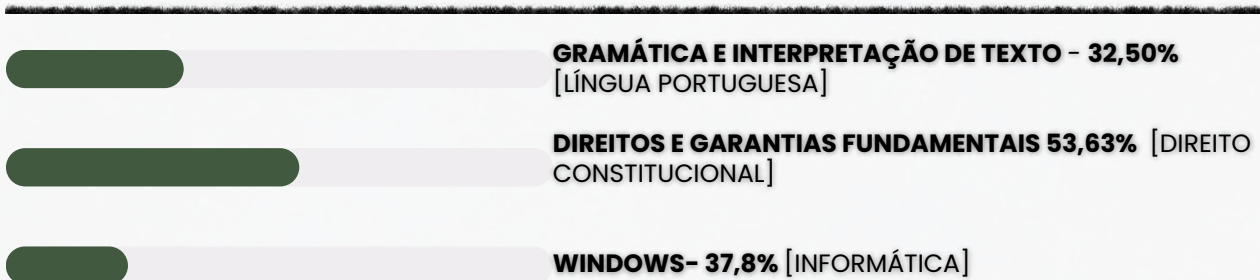 GRAMÁTICA E INTERPRETAÇÃO DE TEXTO - 32,50%
[LÍNGUA PORTUGUESA]
DIREITOS E GARANTIAS FUNDAMENTAIS 53,63% [DIREITO
CONSTITUCIONAL]
WINDOWS- 37,8% [INFORMÁTICA]